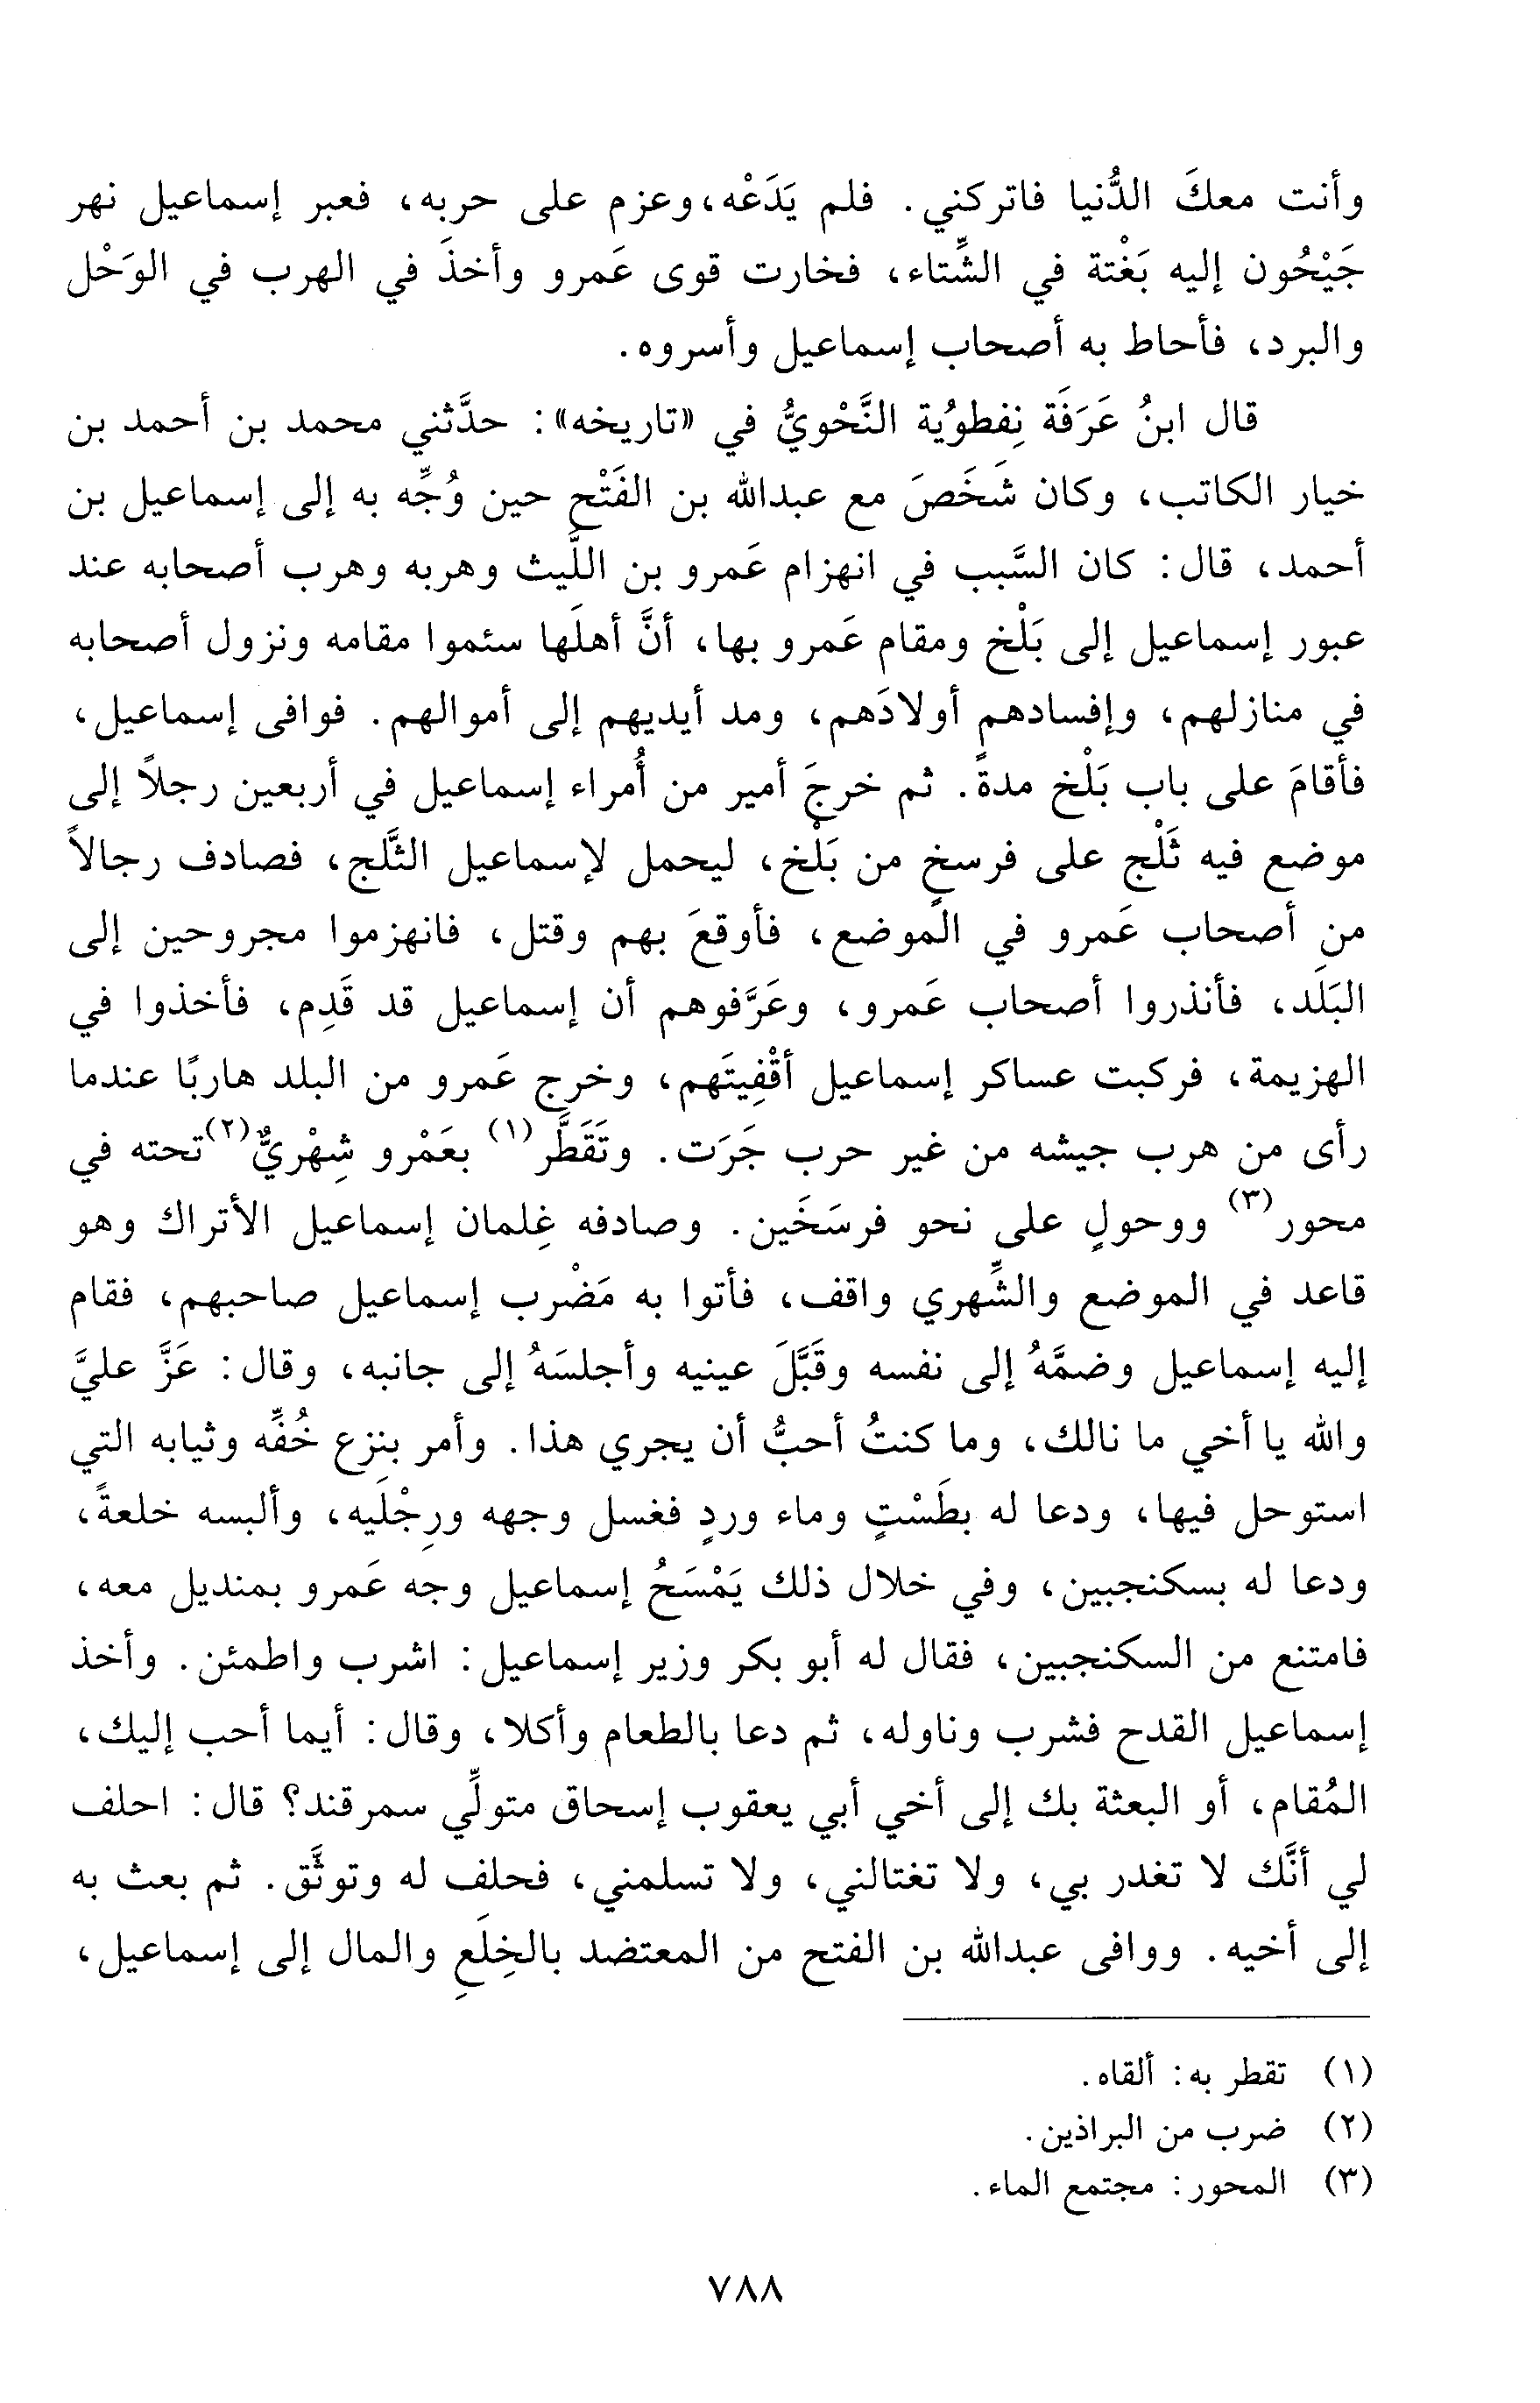 وأنت معكَ الدُّنيا فاتركني. فلم يَدَعْه، وعزم على حربه، فعبر إسماعيل نهر
جَيْحُون إليه بَغْتة في الشِّتاء، فخارت قوى عَمرو وأخذَ في الهرب في الوَحْل
والبرد، فأحاط به أصحاب إسماعيل وأسروه.
قال ابنُ عَرَفَة نِفطوُية النَّحْويُّ في «تاريخه»: حدَّثني محمد بن أحمد بن
خيار الكاتب، وكان شَخَصَ مع عبدالله بن الفَتْح حين وُجِّه به إلى إسماعيل بن
أحمد، قال: كان السَّبب في انهزام عَمرو بن اللَّيث وهربه وهرب أصحابه عند
عبور إسماعيل إلى بَلْخ ومقام عَمرو بها، أنَّ أهلَها سئموا مقامه ونزول أصحابه
في منازلهم، وإفسادهم أولادَهم، ومد أيديهم إلى أموالهم. فوافى إسماعيل،
فأقامَ على باب بَلْخ مدةً. ثم خرجَ أمير من أُمراء إسماعيل في أربعين رجلاً إلى
موضع فيه ثَلْج على فرسخٍ من بَلْخ، ليحمل لإسماعيل الثَّلج، فصادف رجالاً
من أصحاب عَمرو في الموضع، فأوقعَ بهم وقتل، فانهزموا مجروحين إلى
البَلَد، فأنذروا أصحاب عَمرو، وعَرَّفوهم أن إسماعيل قد قَدِم، فأخذوا في
الهزيمة، فركبت عساكر إسماعيل أقْفِيتَهم، وخرج عَمرو من البلد هاربًا عندما
رأى من هرب جيشه من غير حرب جَرَت. وتَقَطَّر(١) بعَمْرو شِهْريٌّ(٢) تحته في
محور(٣) ووحولٍ على نحو فرسَخَين. وصادفه غِلمان إسماعيل الأتراك وهو
قاعد في الموضع والشِّهري واقف، فأتوا به مَضْرب إسماعيل صاحبهم، فقام
إليه إسماعيل وضمَّهُ إلى نفسه وقَبَّلَ عينيه وأجلسَهُ إلى جانبه، وقال: عَزَّ عليَّ
والله يا أخي ما نالك، وما كنتُ أحبُّ أن يجري هذا. وأمر بنزع خُفِّه وثيابه التي
استوحل فيها، ودعا له بطَسْتٍ وماء وردٍ فغسل وجهه ورِجْلَيه، وألبسه خلعةً،
ودعا له بسكنجبين، وفي خلال ذلك يَمْسَحُ إسماعيل وجه عَمرو بمنديل معه،
فامتنع من السكنجبين، فقال له أبو بكر وزير إسماعيل: اشرب واطمئن. وأخذ
إسماعيل القدح فشرب وناوله، ثم دعا بالطعام وأكلا، وقال: أيما أحب إليك،
المُقام، أو البعثة بك إلى أخي أبي يعقوب إسحاق متولِّي سمرقند؟ قال: احلف
لي أنَّك لا تغدر بي، ولا تغتالني، ولا تسلمني، فحلف له وتوثَّق. ثم بعث به
إلى أخيه. ووافى عبدالله بن الفتح من المعتضد بالخِلَعِ والمال إلى إسماعيل،
(١) تقطر به: ألقاه.
(٢) ضرب من البراذين.
(٣) المحور: مجتمع الماء.
٧٨٨